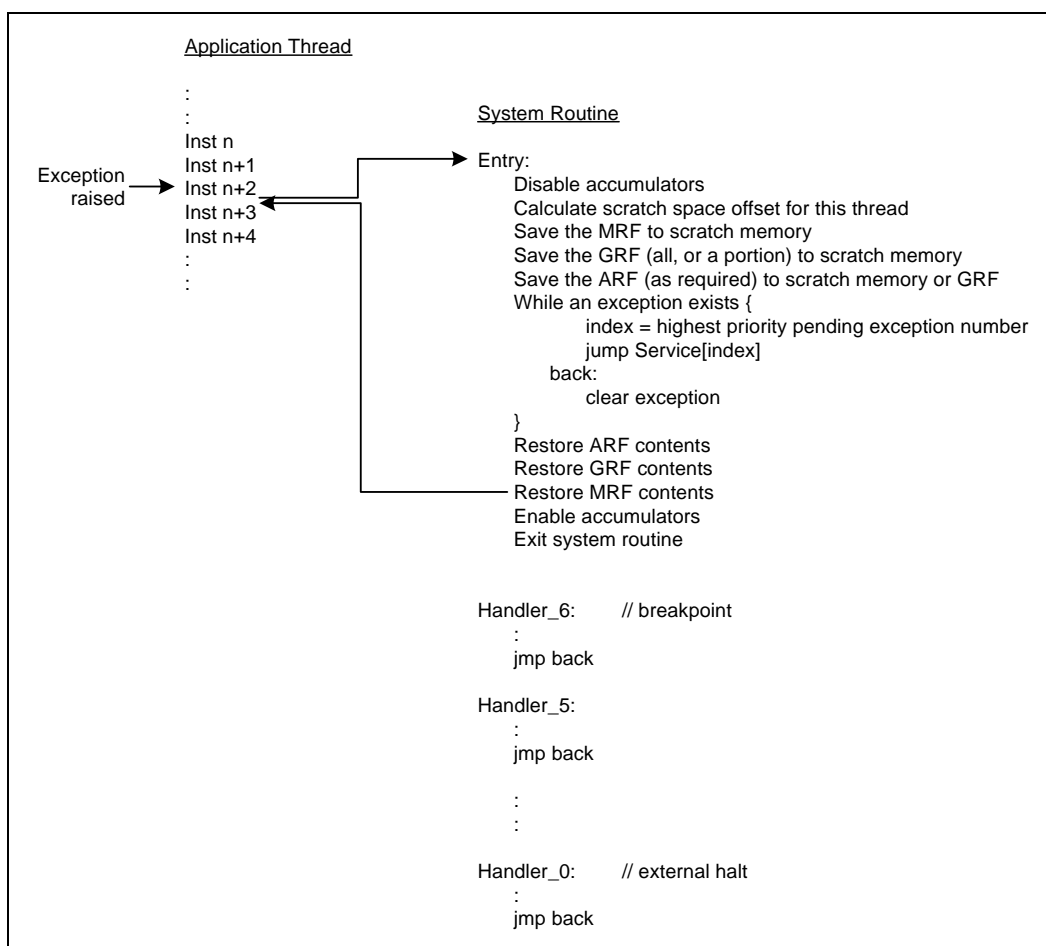 Application Thread
:
:
Inst n
Inst n+1
Inst n+2
Inst n+3
Inst n+4
:
:
Exception
raised
System Routine
Entry:
Disable accumulators
Calculate scratch space offset for this thread
Save the MRF to scratch memory
Save the GRF (all, or a portion) to scratch memory
Save the ARF (as required) to scratch memory or GRF
While an exception exists {
index = highest priority pending exception number
jump Service[index]
back:
clear exception
}
Restore ARF contents
Restore GRF contents
Restore MRF contents
Enable accumulators
Exit system routine
Handler_6: // breakpoint
:
jmp back
Handler_5:
:
jmp back
:
:
Handler_0: // external halt
:
jmp back